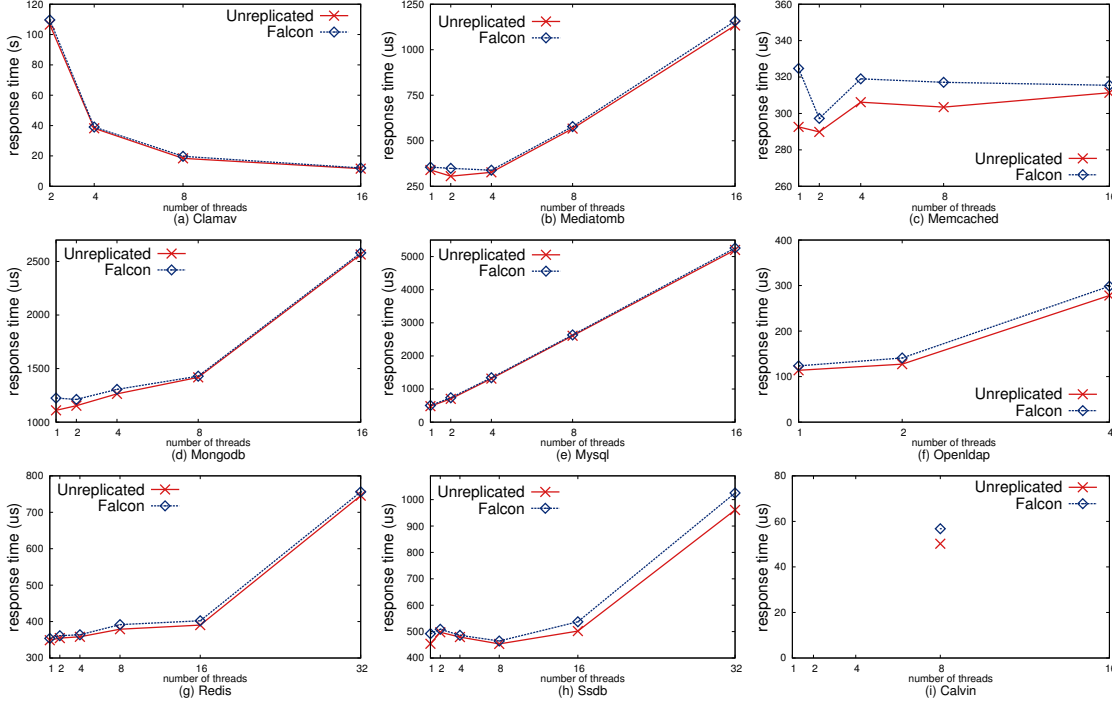 120
100
80
60
40
20
0
response time (s)
Unreplicated
Falcon
2 4 8 16
number of threads
(a) Clamav
1250
1000
750
500
250
response time (us)
Unreplicated
Falcon
1 2 4 8 16
number of threads
(b) Mediatomb
360
340
320
300
280
260
response time (us)
Unreplicated
Falcon
1 2 4 8 16
number of threads
(c) Memcached
2500
2000
1500
1000
response time (us)
Unreplicated
Falcon
1 2 4 8 16
number of threads
(d) Mongodb
5000
4000
3000
2000
1000
0
response time (us)
Unreplicated
Falcon
1 2 4 8 16
number of threads
(e) Mysql
400
300
200
100
0
response time (us)
Unreplicated
Falcon
1 2 4
number of threads
(f) Openldap
800
700
600
500
400
300
response time (us)
Unreplicated
Falcon
1 2 4 8 16 32
number of threads
(g) Redis
1000
900
800
700
600
500
400
response time (us)
Unreplicated
Falcon
1 2 4 8 16 32
number of threads
(h) Ssdb
80
60
40
20
0
response time (us)
Unreplicated
Falcon
1 2 4 8 16
number of threads
(i) Calvin